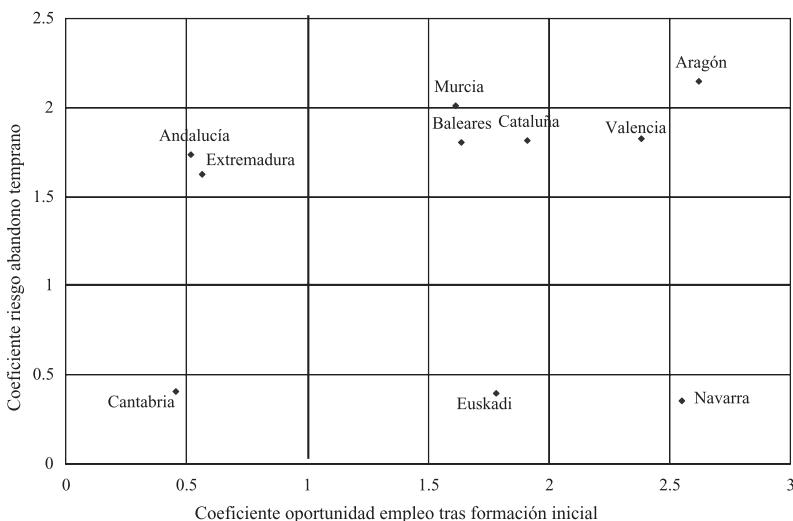 2.5
Aragón
Murcia
2
Baleares
Cataluña
Valencia
Andalucía
Extremadura
1.5
1
0.5
Cantabria
Euskadi
Navarra
0
0
0.5
1
1.5
2
2.5
3
Coeficiente riesgo abandono temprano
Coeficiente oportunidad empleo tras formación inicial